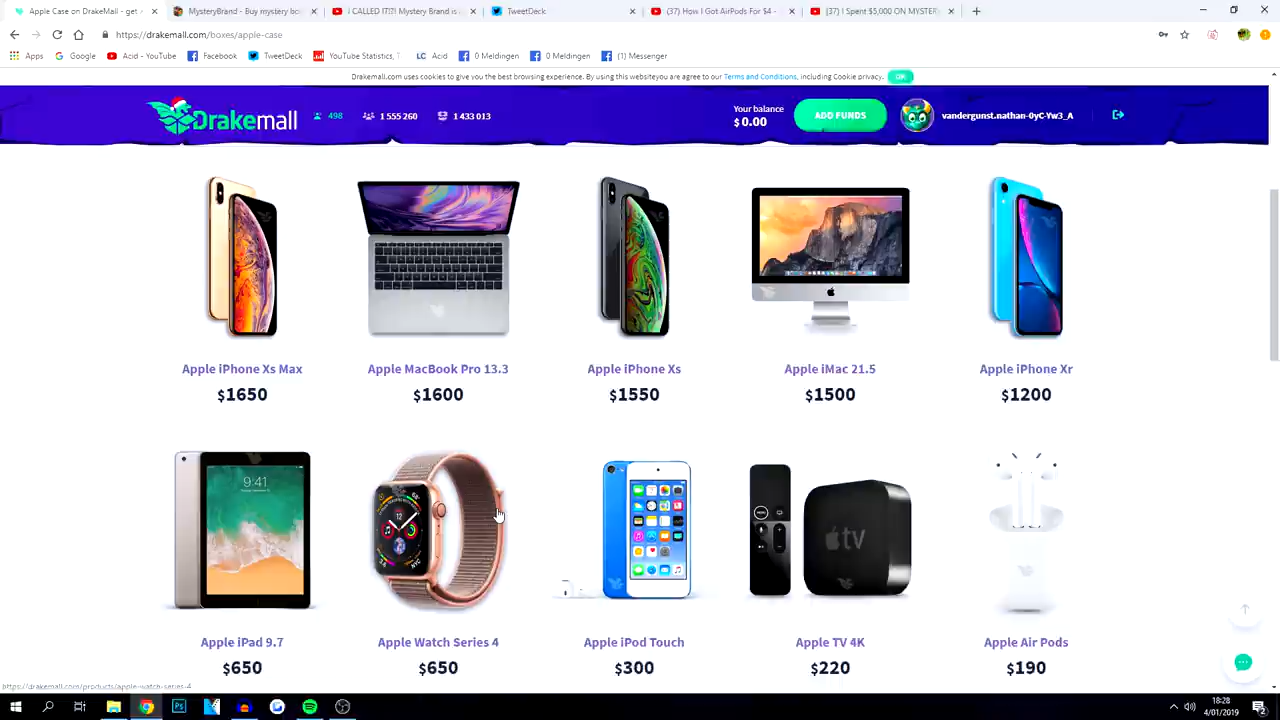 Apple Case on DrakeMall - get
MysteryBrand - Buy mystery bo
I CALLED IT!?! Mystery Brand is
TweetDeck
(37) How I Got AirPods For $4 -
(37) I Spent $5,000 ON MYSTERY
https://drakemall.com/boxes/apple-case
Apps
Google
Acid - YouTube
Facebook
TweetDeck
YouTube Statistics, T
LC Acid
0 Meldingen
0 Meldingen
(1) Messenger
Drakemall.com uses cookies to give you the best browsing experience. By using this websiteyou are agree to our Terms and Conditions, including Cookie privacy.
OK
Drakemall
498
1 555 260
1 433 013
Your balance
$ 0.00
ADD FUNDS
vandergunst.nathan-0yC-Yw3_A
Apple iPhone Xs Max
$1650
Apple MacBook Pro 13.3
$1600
Apple iPhone Xs
$1550
Apple iMac 21.5
$1500
Apple iPhone Xr
$1200
9:41
12
MENU
tv
Apple iPad 9.7
$650
Apple Watch Series 4
$650
Apple iPod Touch
$300
Apple TV 4K
$220
Apple Air Pods
$190
https://drakemall.com/products/apple-watch-series-4
18:28
4/01/2019
2